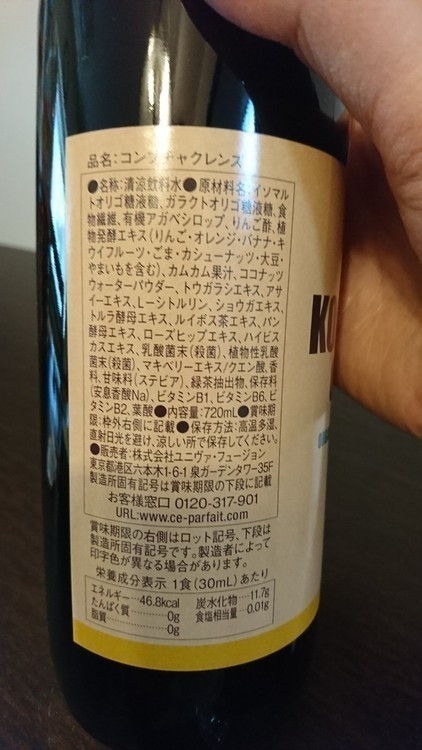 品名:コンブチャクレンズ
●名称:清涼飲料水●原材料名:イソマル
トオリゴ糖液糖、ガラクトオリゴ糖液糖、食
物繊維、有機アガベシロップ、りんご酢、植
物発酵エキス(りんご・オレンジ・バナナ・キ
ウイフルーツ・ごま・カシューナッツ・大豆・
やまいもを含む)、カムカム果汁、ココナッツ
ウォーターパウダー、トウガラシエキス、アサ
イーエキス、L-シトルリン、ショウガエキス、
トルラ酵母エキス、ルイボス茶エキス、パン
酵母エキス、ローズヒップエキス、ハイビス
カスエキス、乳酸菌末(殺菌)、植物性乳酸
菌末(殺菌)、マキベリーエキス/クエン酸、香
料、甘味料(ステビア)、緑茶抽出物、保存料
(安息香酸Na)、ビタミンB1、ビタミンB6、ビ
タミンB2、葉酸●内容量:720mL●賞味期
限:枠外右側に記載●保存方法:高温多湿、
直射日光を避け、涼しい所で保存してください。
●販売者:株式会社ユニヴァ・フュージョン
東京都港区六本木1-6-1 泉ガーデンタワー35F
製造所固有記号は賞味期限の下段に記載
お客様窓口 0120-317-901
URL:www.ce-parfait.com
賞味期限の右側はロット記号、下段は
製造所固有記号です。製造者によって
印字色が異なる場合があります。
栄養成分表示 1食(30mL)あたり
エネルギー…46.8kcal 炭水化物…11.7g
たんぱく質…0g 食塩相当量…0.01g
脂質…0g
KO